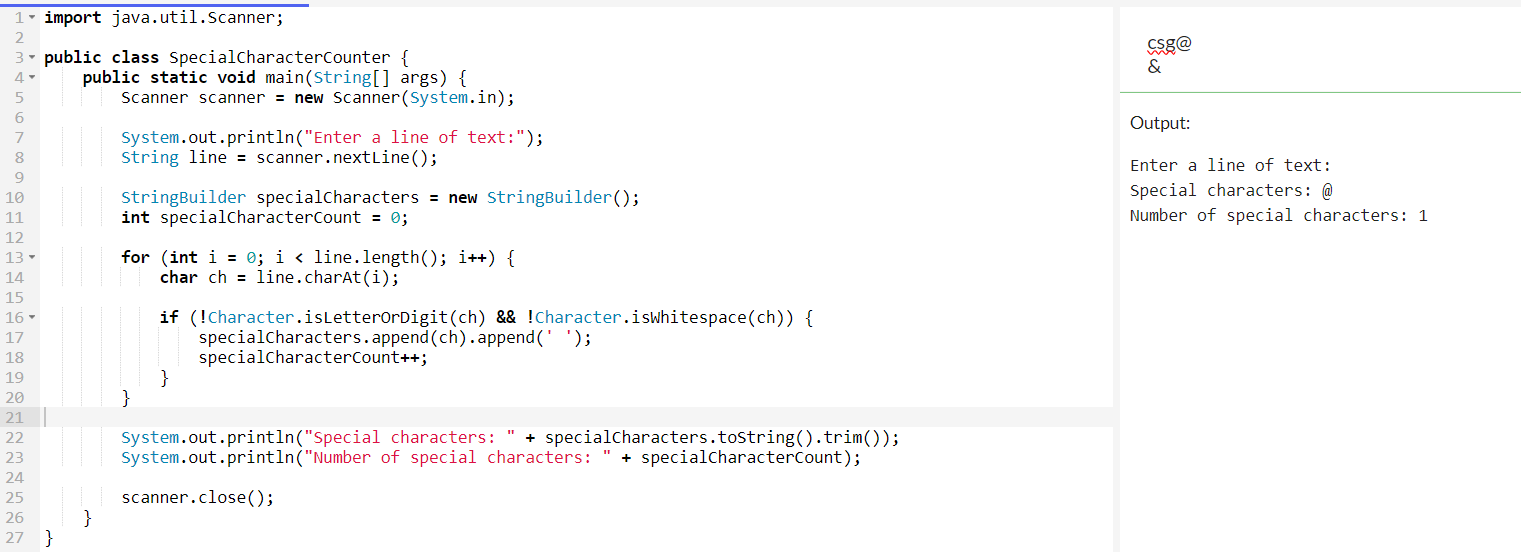 1 import java.util.Scanner;
2
3 public class SpecialCharacterCounter {
4     public static void main(String[] args) {
5         Scanner scanner = new Scanner(System.in);
6
7         System.out.println("Enter a line of text:");
8         String line = scanner.nextLine();
9
10         StringBuilder specialCharacters = new StringBuilder();
11         int specialCharacterCount = 0;
12
13         for (int i = 0; i < line.length(); i++) {
14             char ch = line.charAt(i);
15
16             if (!Character.isLetterOrDigit(ch) && !Character.isWhitespace(ch)) {
17                 specialCharacters.append(ch).append(' ');
18                 specialCharacterCount++;
19             }
20         }
21
22         System.out.println("Special characters: " + specialCharacters.toString().trim());
23         System.out.println("Number of special characters: " + specialCharacterCount);
24
25         scanner.close();
26     }
27 }
csg@
&
Output:
Enter a line of text:
Special characters: @
Number of special characters: 1